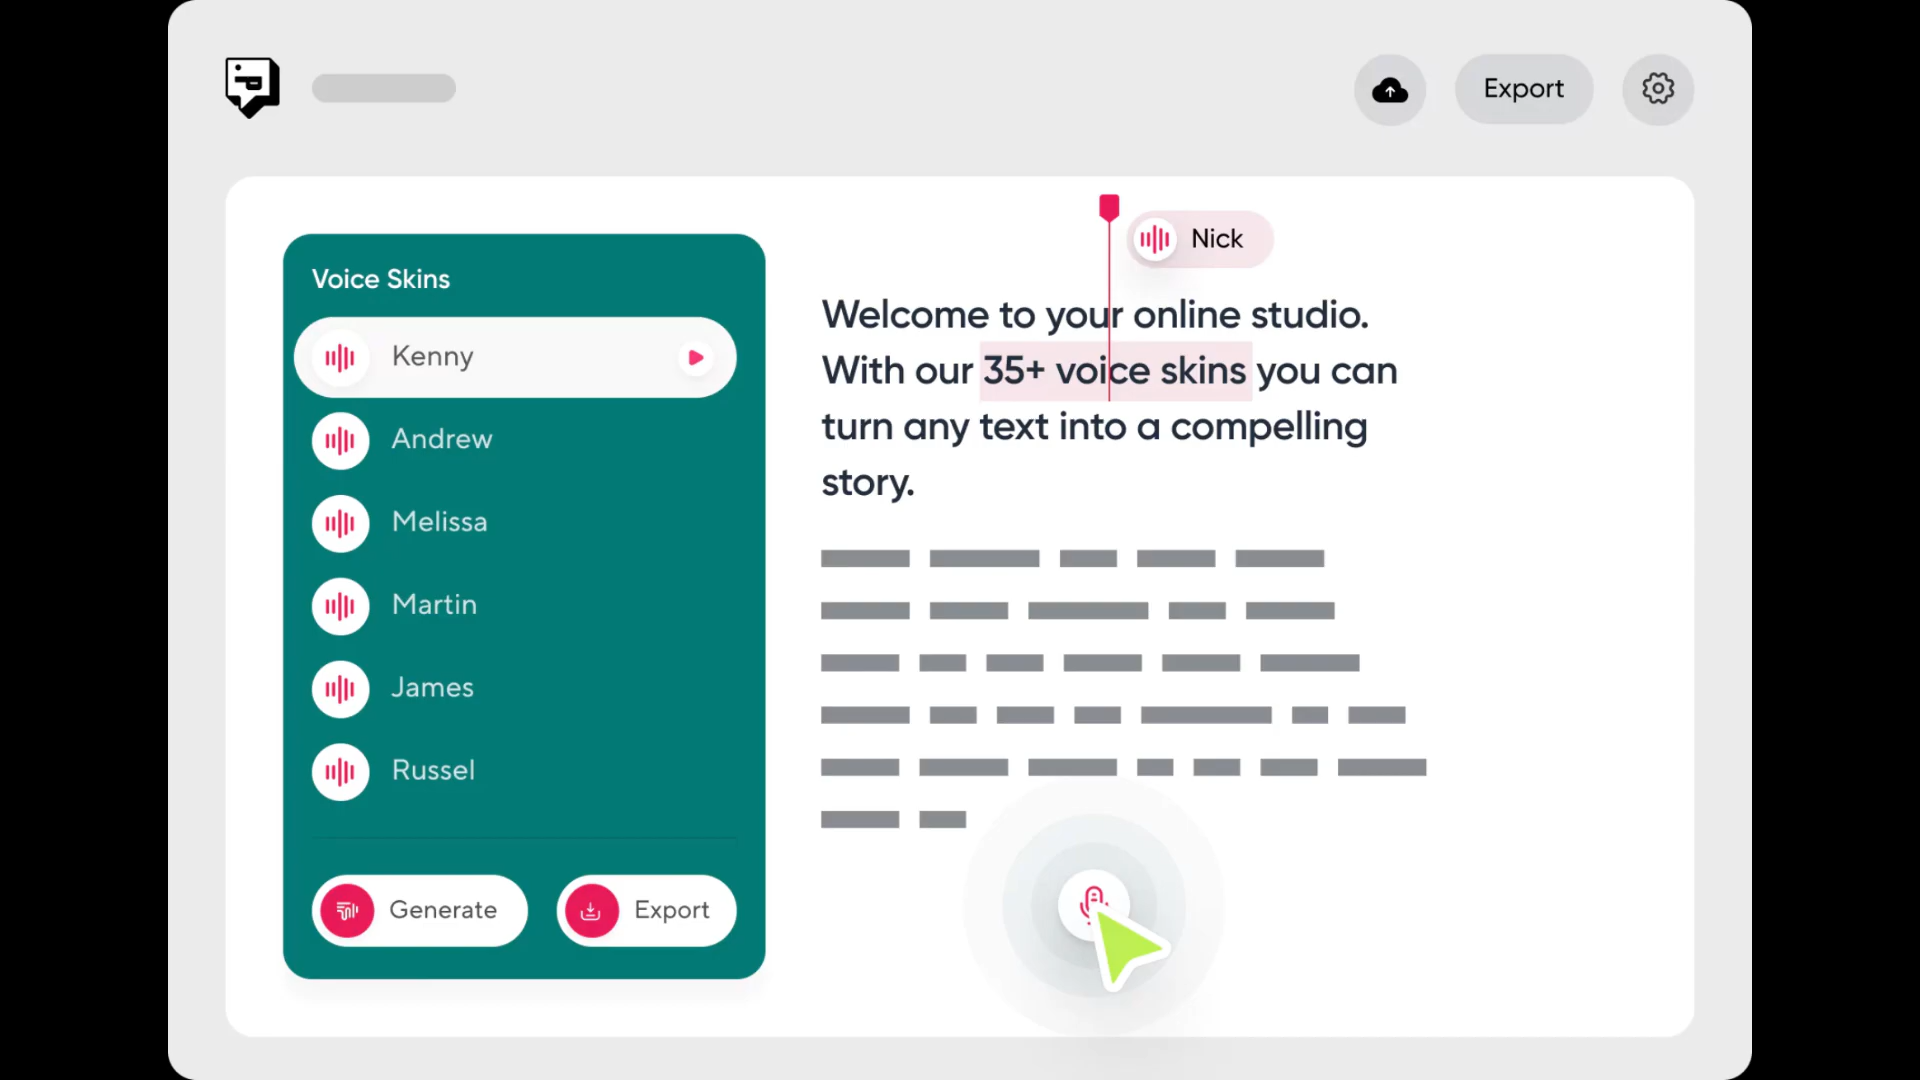 Export
Voice Skins
Kenny
Andrew
Melissa
Martin
James
Russel
Generate
Export
Nick
Welcome to your online studio.
With our 35+ voice skins you can
turn any text into a compelling
story.